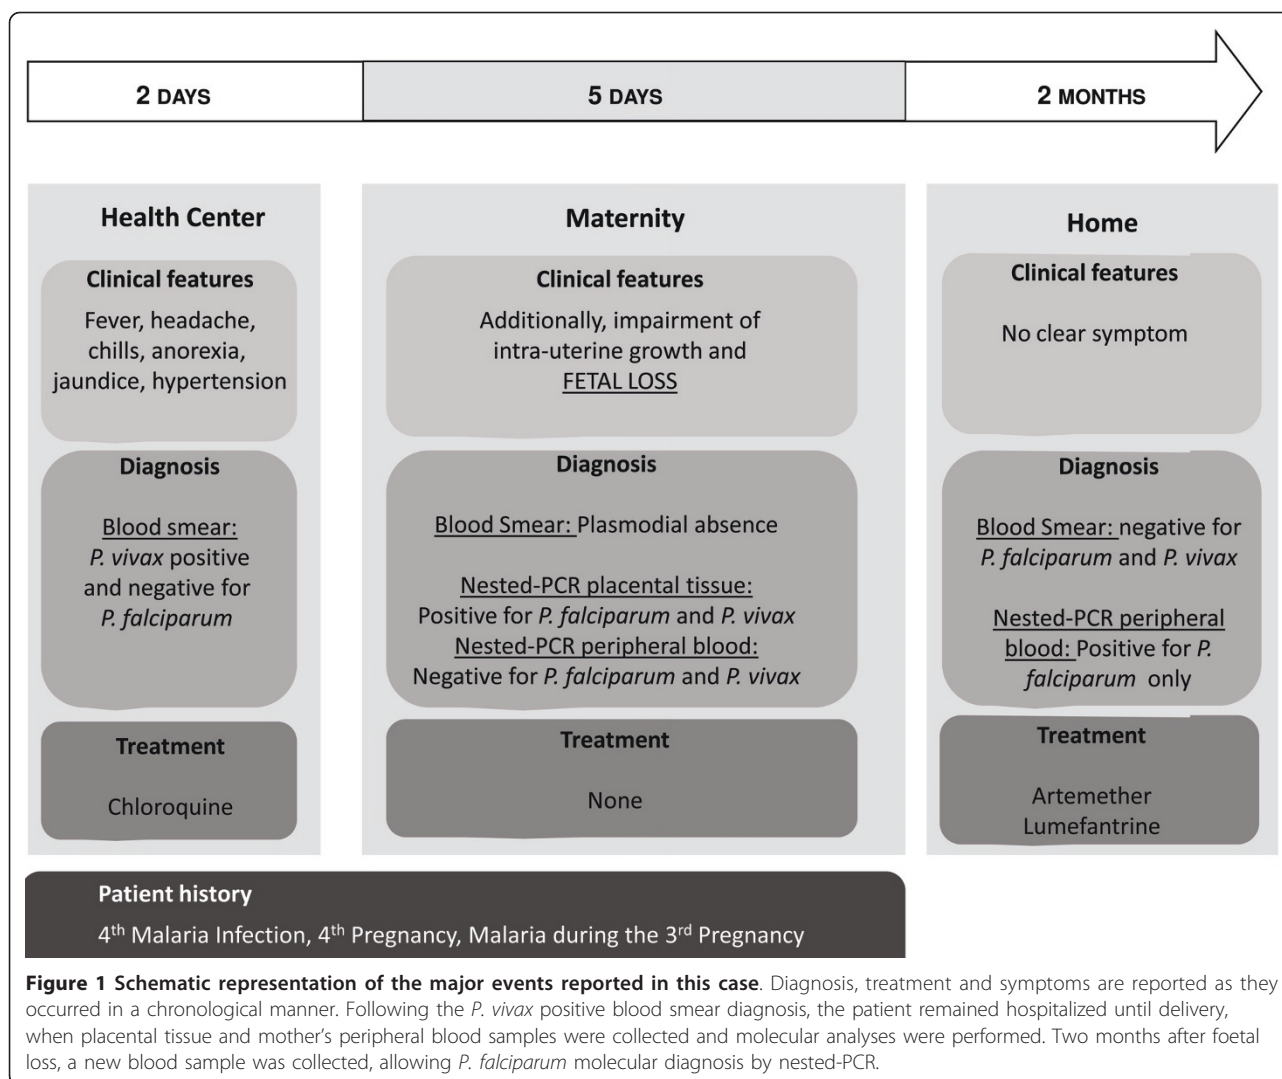 2 DAYS
5 DAYS
2 MONTHS
Health Center
Clinical features
Fever, headache,
chills, anorexia,
jaundice, hypertension
Diagnosis
Blood smear:
P. vivax positive
and negative for
P. falciparum
Treatment
Chloroquine
Maternity
Clinical features
Additionally, impairment of
intra-uterine growth and
FETAL LOSS
Diagnosis
Blood Smear: Plasmodial absence
Nested-PCR placental tissue:
Positive for P. falciparum and P. vivax
Nested-PCR peripheral blood:
Negative for P. falciparum and P. vivax
Treatment
None
Home
Clinical features
No clear symptom
Diagnosis
Blood Smear: negative for
P. falciparum and P. vivax
Nested-PCR peripheral
blood: Positive for P.
falciparum only
Treatment
Artemether
Lumefantrine
Patient history
4th Malaria Infection, 4th Pregnancy, Malaria during the 3rd Pregnancy
Figure 1 Schematic representation of the major events reported in this case. Diagnosis, treatment and symptoms are reported as they
occurred in a chronological manner. Following the P. vivax positive blood smear diagnosis, the patient remained hospitalized until delivery,
when placental tissue and mother's peripheral blood samples were collected and molecular analyses were performed. Two months after foetal
loss, a new blood sample was collected, allowing P. falciparum molecular diagnosis by nested-PCR.